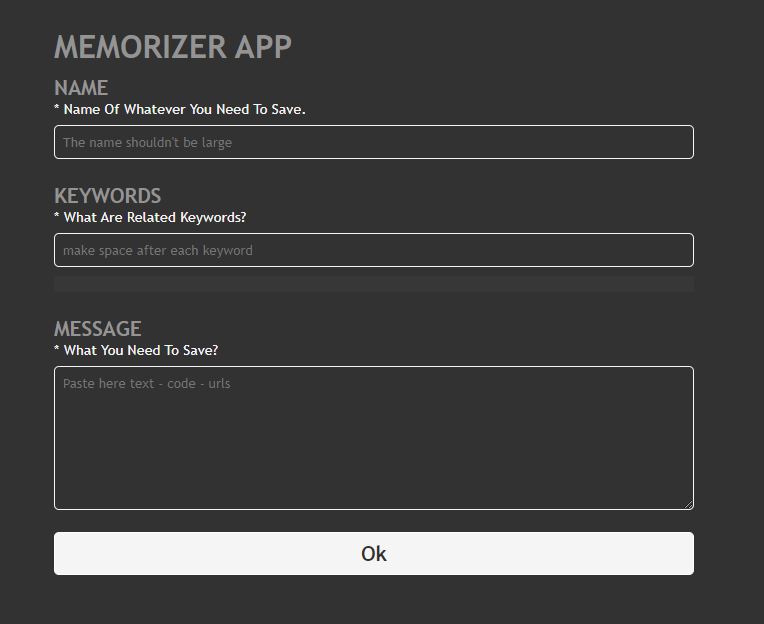 MEMORIZER APP
NAME
* Name Of Whatever You Need To Save.
The name shouldn't be large
KEYWORDS
* What Are Related Keywords?
make space after each keyword
MESSAGE
* What You Need To Save?
Paste here text - code - urls
Ok